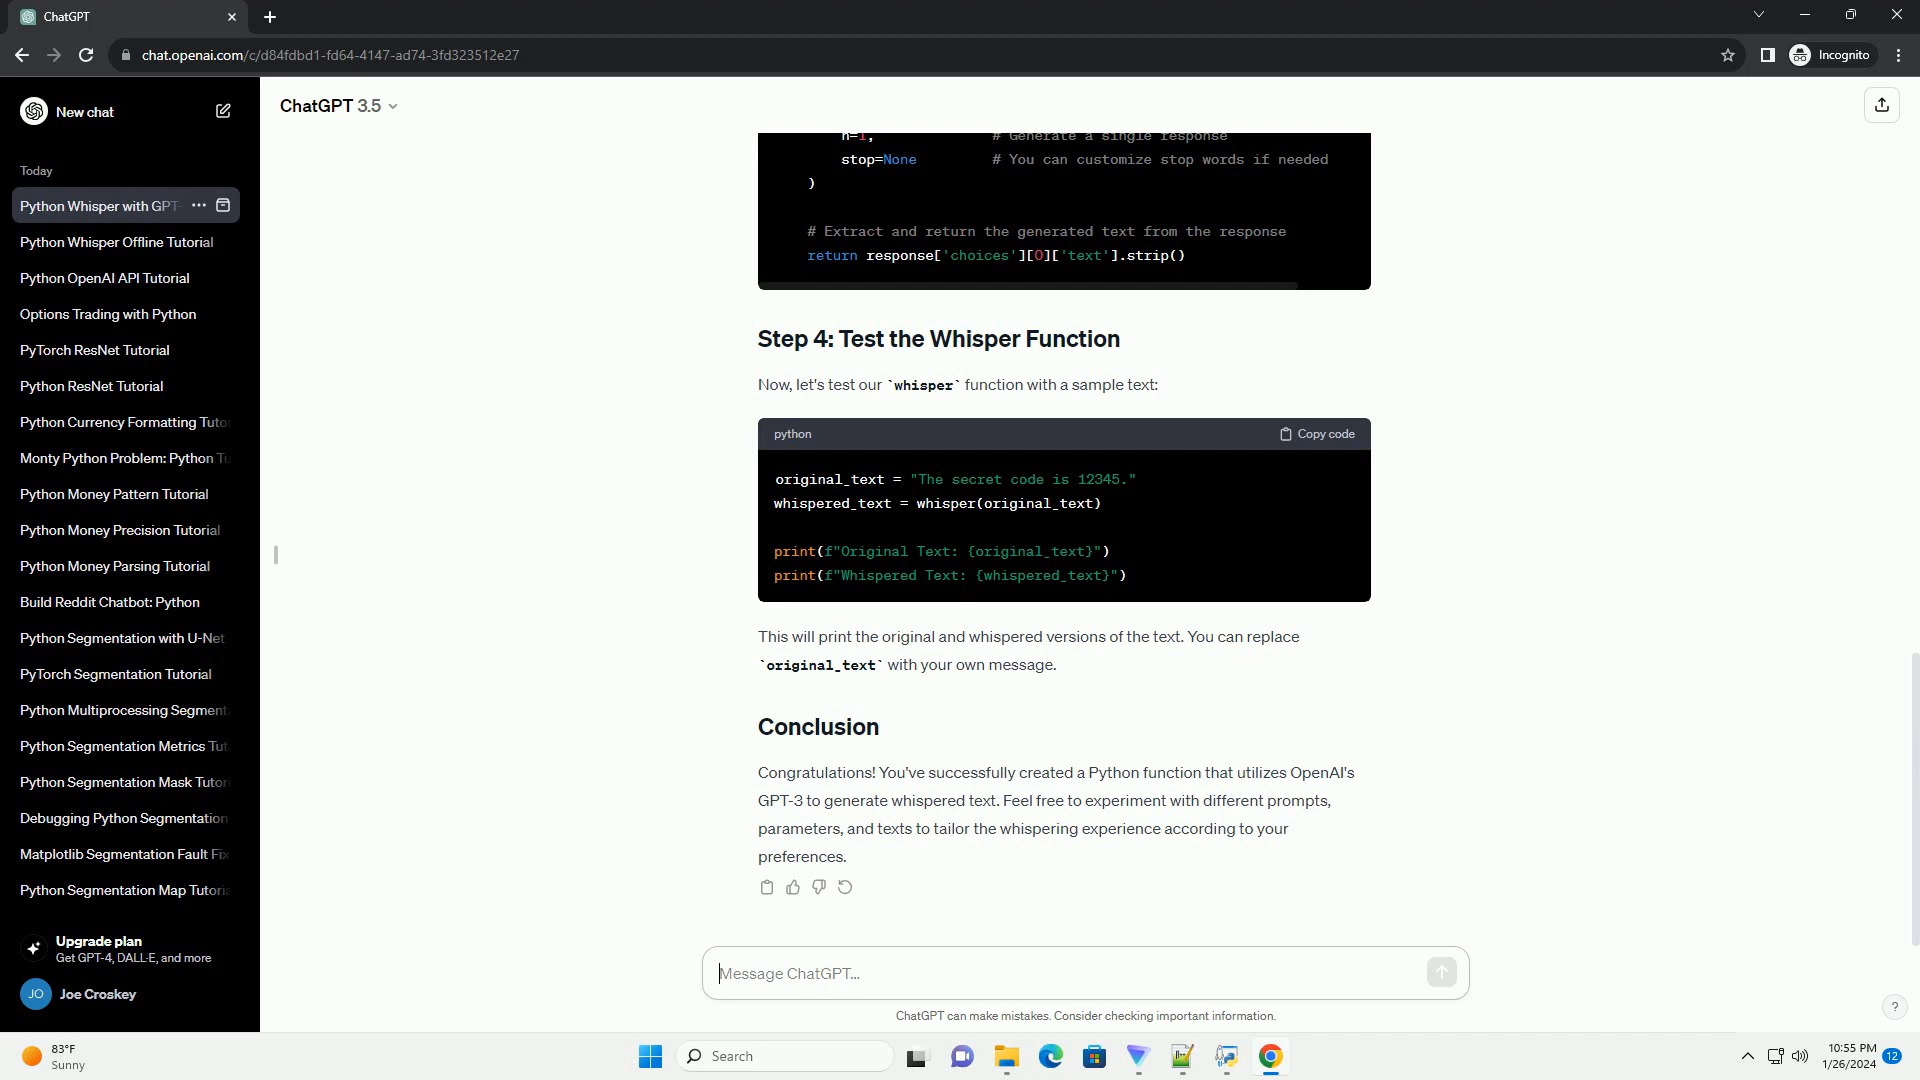 ChatGPT
chat.openai.com/c/d84fdbd1-fd64-4147-ad74-3fd323512e27
Incognito
New chat
ChatGPT 3.5
Today
Python Whisper with GPT-
Python Whisper Offline Tutorial
Python OpenAI API Tutorial
Options Trading with Python
PyTorch ResNet Tutorial
Python ResNet Tutorial
Python Currency Formatting Tuto
Monty Python Problem: Python Tu
Python Money Pattern Tutorial
Python Money Precision Tutorial
Python Money Parsing Tutorial
Build Reddit Chatbot: Python
Python Segmentation with U-Net
PyTorch Segmentation Tutorial
Python Multiprocessing Segment
Python Segmentation Metrics Tut
Python Segmentation Mask Tutor
Debugging Python Segmentation
Matplotlib Segmentation Fault Fix
Python Segmentation Map Tutoria
Upgrade plan
Get GPT-4, DALL·E, and more
JO Joe Croskey
n=1, # Generate a single response
stop=None # You can customize stop words if needed
)
# Extract and return the generated text from the response
return response['choices'][0]['text'].strip()
Step 4: Test the Whisper Function
Now, let's test our `whisper` function with a sample text:
python Copy code
original_text = "The secret code is 12345."
whispered_text = whisper(original_text)
print(f"Original Text: {original_text}")
print(f"Whispered Text: {whispered_text}")
This will print the original and whispered versions of the text. You can replace
`original_text` with your own message.
Conclusion
Congratulations! You've successfully created a Python function that utilizes OpenAI's
GPT-3 to generate whispered text. Feel free to experiment with different prompts,
parameters, and texts to tailor the whispering experience according to your
preferences.
Message ChatGPT...
ChatGPT can make mistakes. Consider checking important information.
?
83°F
Sunny
Search
10:55 PM
1/26/2024
12